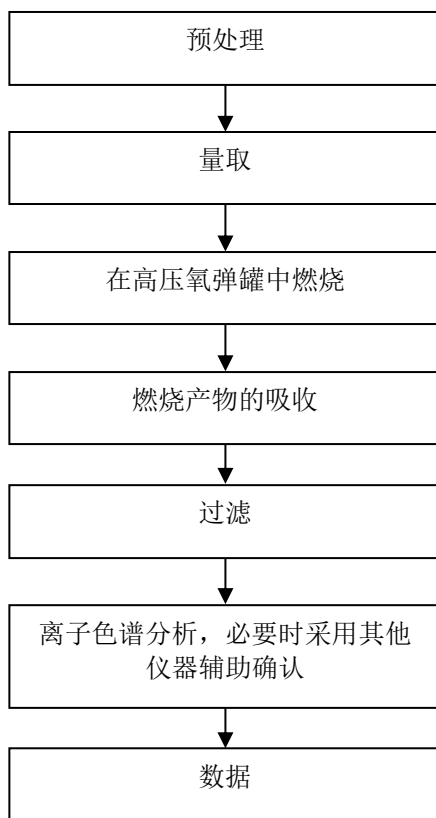 预处理
量取
在高压氧弹罐中燃烧
燃烧产物的吸收
过滤
离子色谱分析，必要时采用其他
仪器辅助确认
数据